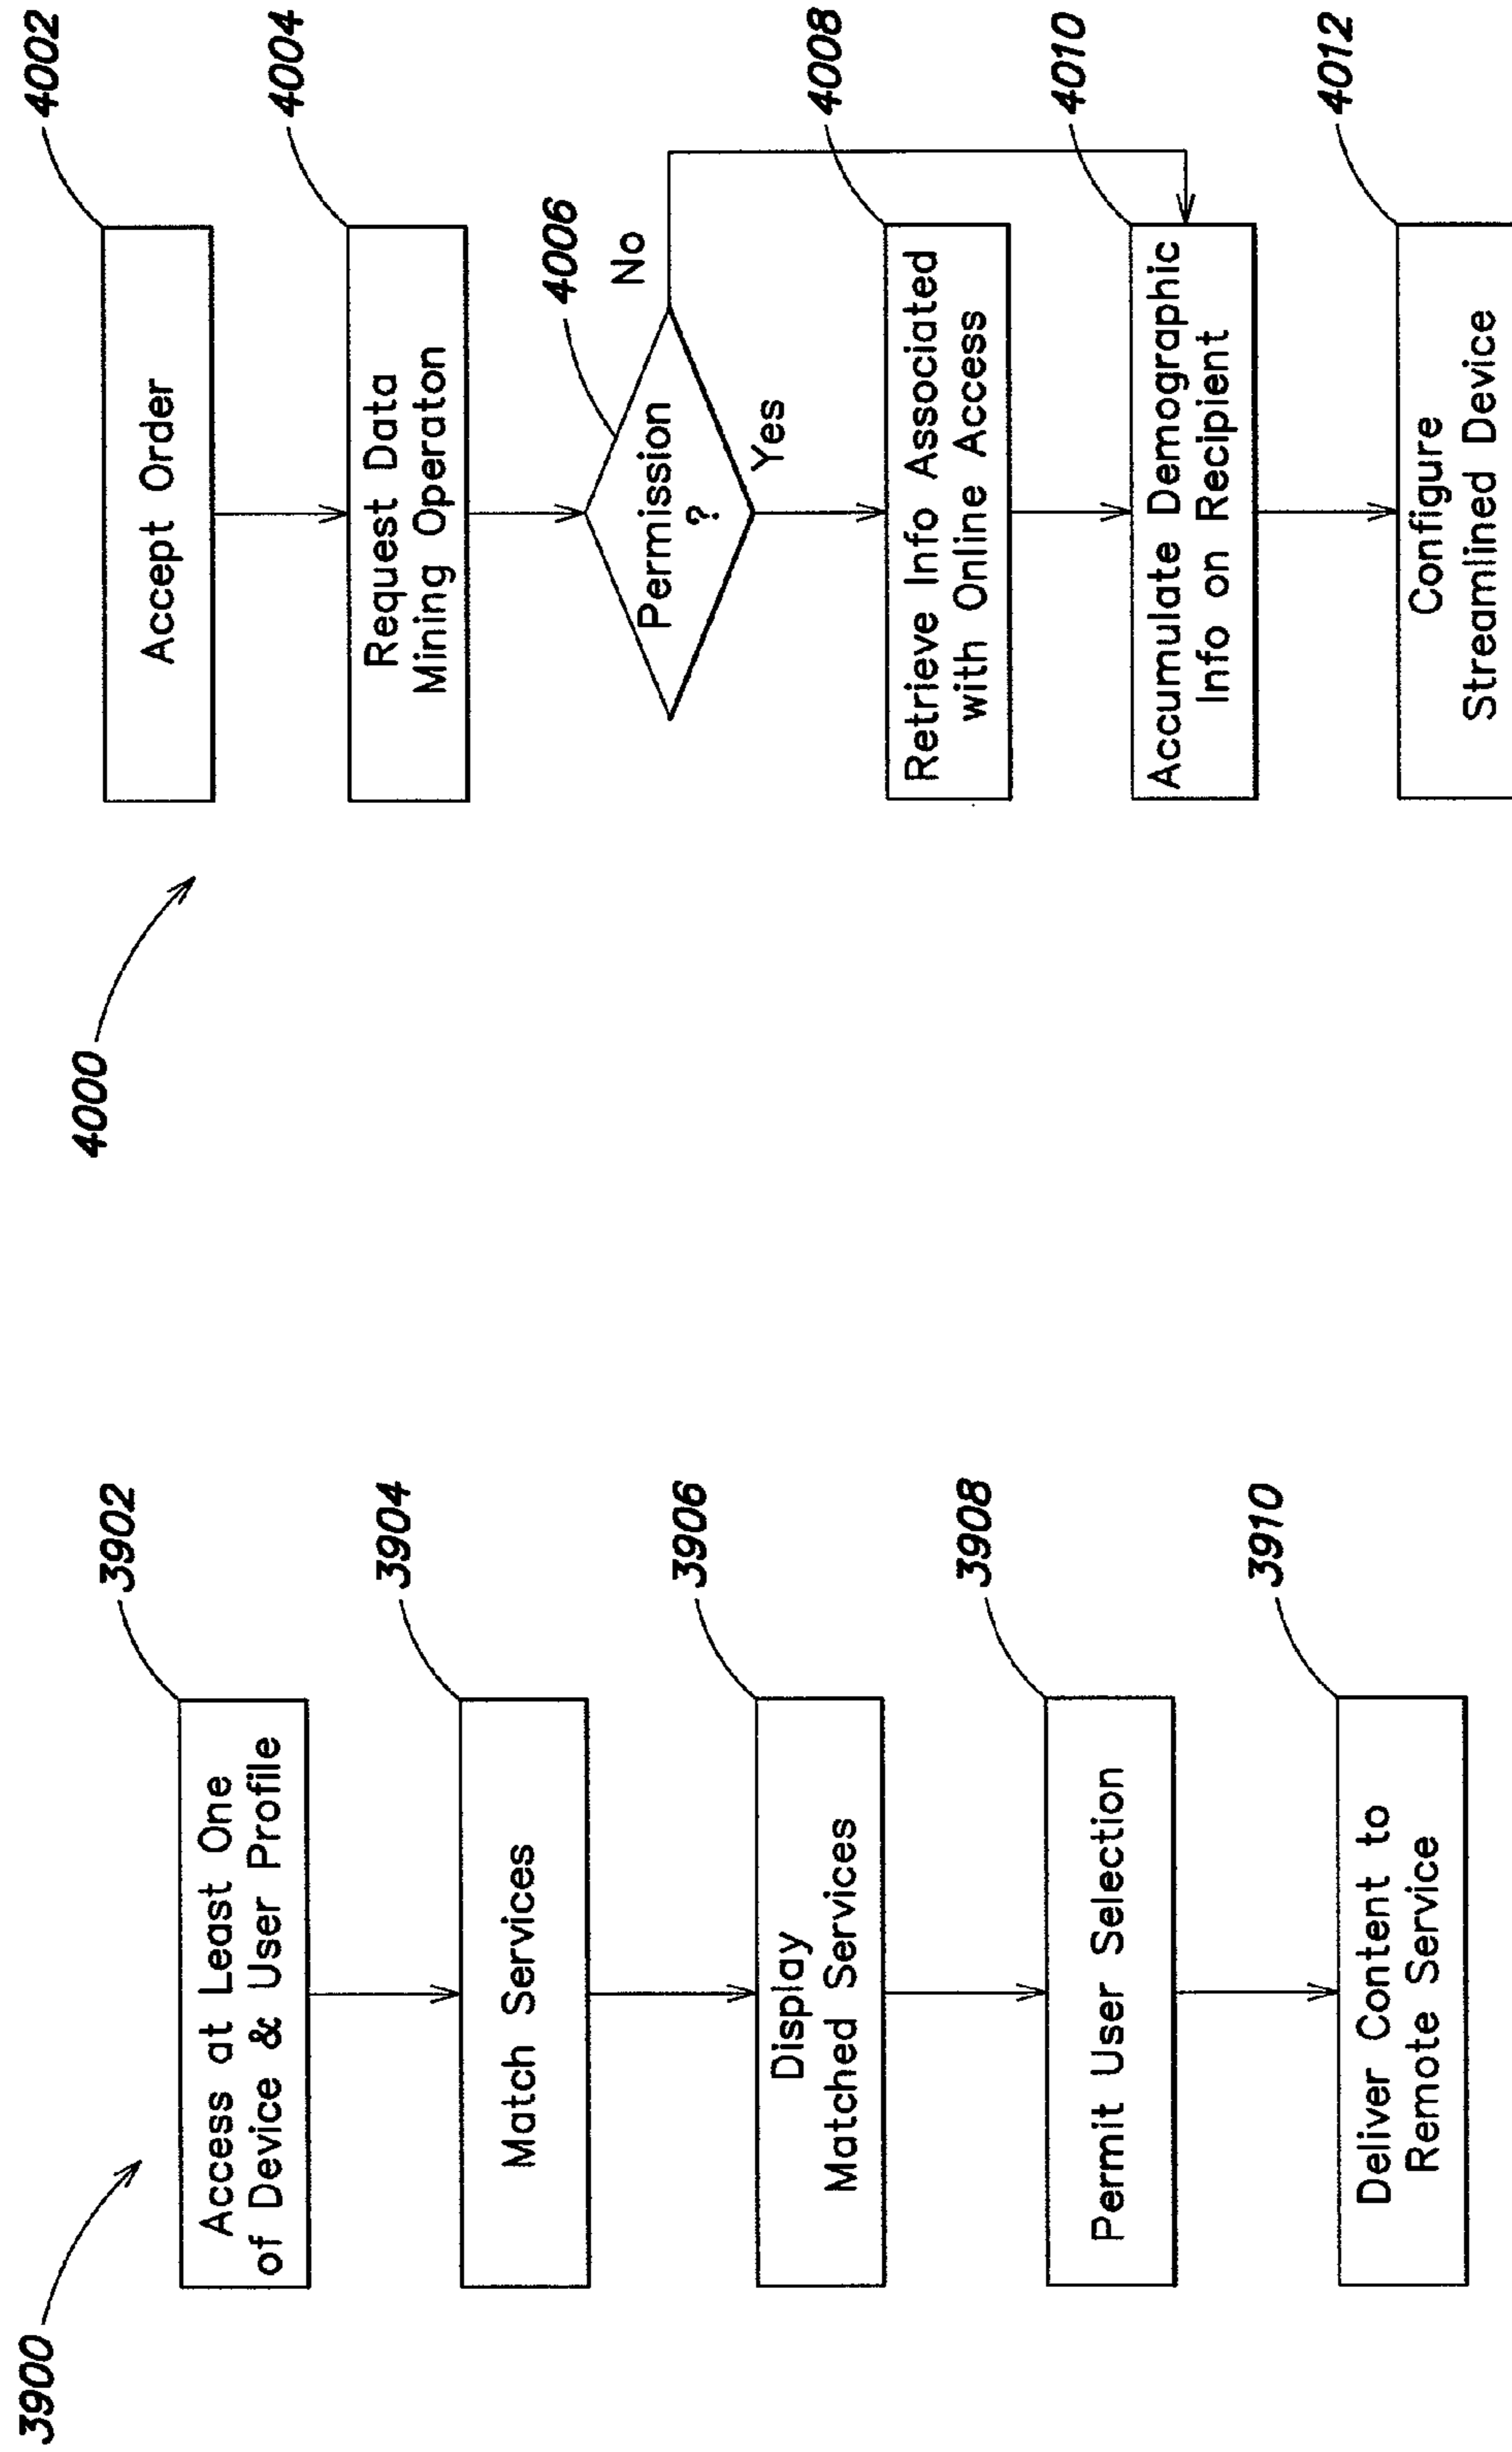 3900
3902
Access at Least One
of Device & User Profile
3904
Match Services
3906
Display
Matched Services
3908
Permit User Selection
3910
Deliver Content to
Remote Service
4000
4002
Accept Order
4004
Request Data
Mining Operaton
4006
Permission
?
No
Yes
4008
Retrieve Info Associated
with Online Access
4010
Accumulate Demographic
Info on Recipient
4012
Configure
Streamlined Device